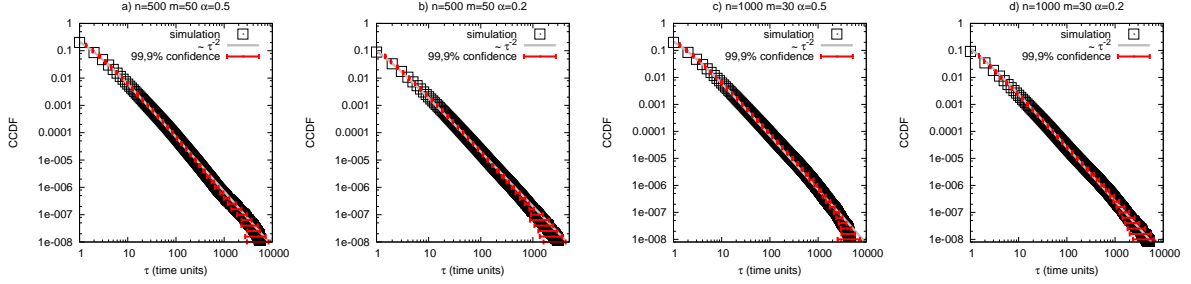 a) n=500 m=50 α=0.5
CCDF
1
0.1
0.01
0.001
0.0001
1e-005
1e-006
1e-007
1e-008
simulation
~ τ⁻²
99,9% confidence
1 10 100 1000 10000
τ (time units)
b) n=500 m=50 α=0.2
CCDF
1
0.1
0.01
0.001
0.0001
1e-005
1e-006
1e-007
1e-008
simulation
~ τ⁻²
99,9% confidence
1 10 100 1000
τ (time units)
c) n=1000 m=30 α=0.5
CCDF
1
0.1
0.01
0.001
0.0001
1e-005
1e-006
1e-007
1e-008
simulation
~ τ⁻²
99,9% confidence
1 10 100 1000 10000
τ (time units)
d) n=1000 m=30 α=0.2
CCDF
1
0.1
0.01
0.001
0.0001
1e-005
1e-006
1e-007
1e-008
simulation
~ τ⁻²
99,9% confidence
1 10 100 1000 10000
τ (time units)